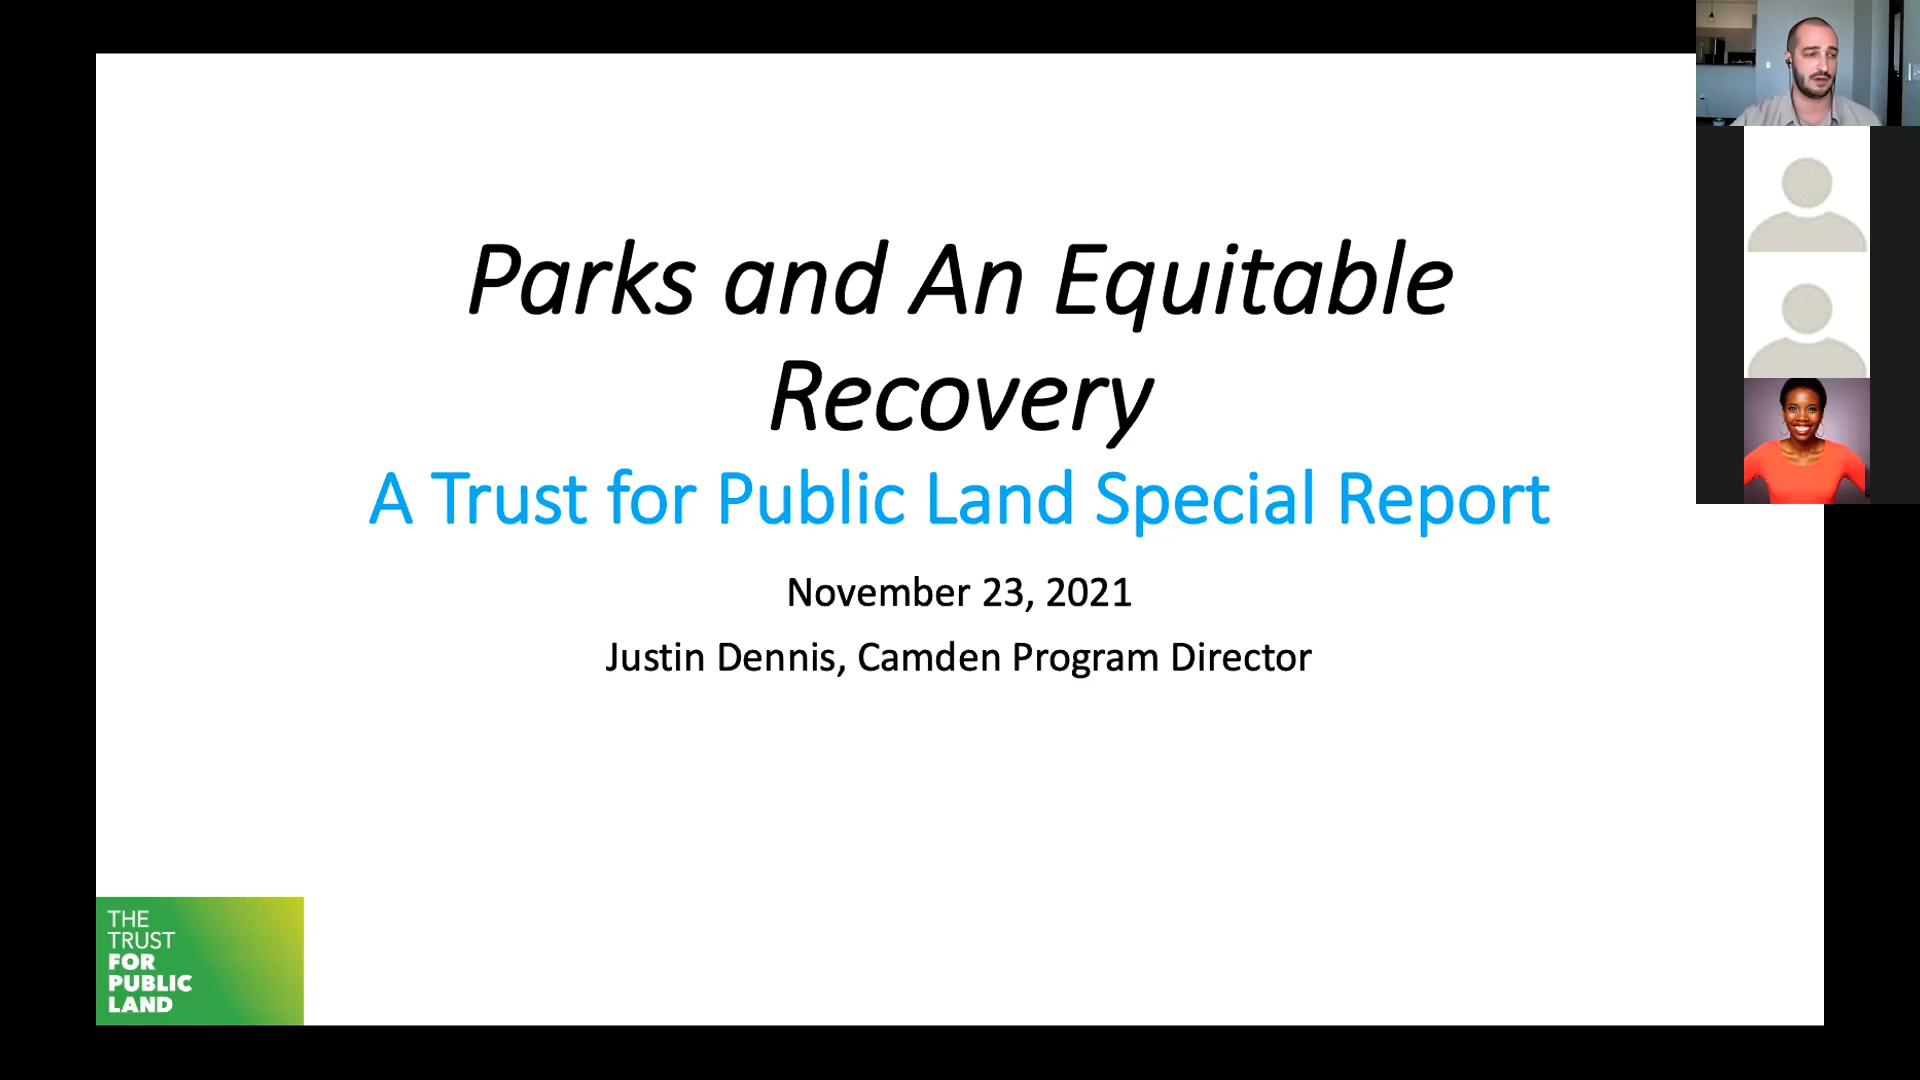 Parks and An Equitable
Recovery
A Trust for Public Land Special Report
November 23, 2021
Justin Dennis, Camden Program Director
THE
TRUST
FOR
PUBLIC
LAND